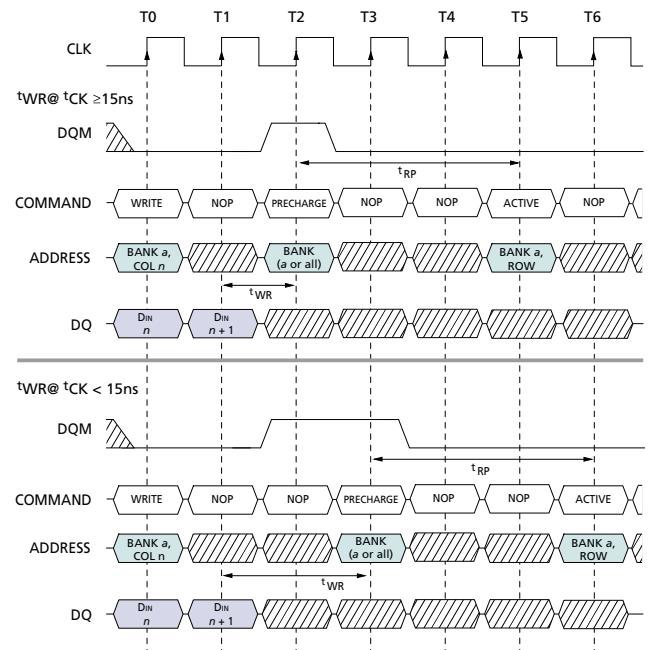 T0 T1 T2 T3 T4 T5 T6
CLK
tWR@ tCK ≥15ns
DQM
tRP
COMMAND WRITE NOP PRECHARGE NOP NOP ACTIVE NOP
ADDRESS BANK a, COL n BANK (a or all) BANK a, ROW
tWR
DQ DIN n DIN n + 1
tWR@ tCK < 15ns
DQM
tRP
COMMAND WRITE NOP NOP PRECHARGE NOP NOP ACTIVE
ADDRESS BANK a, COL n BANK (a or all) BANK a, ROW
tWR
DQ DIN n DIN n + 1